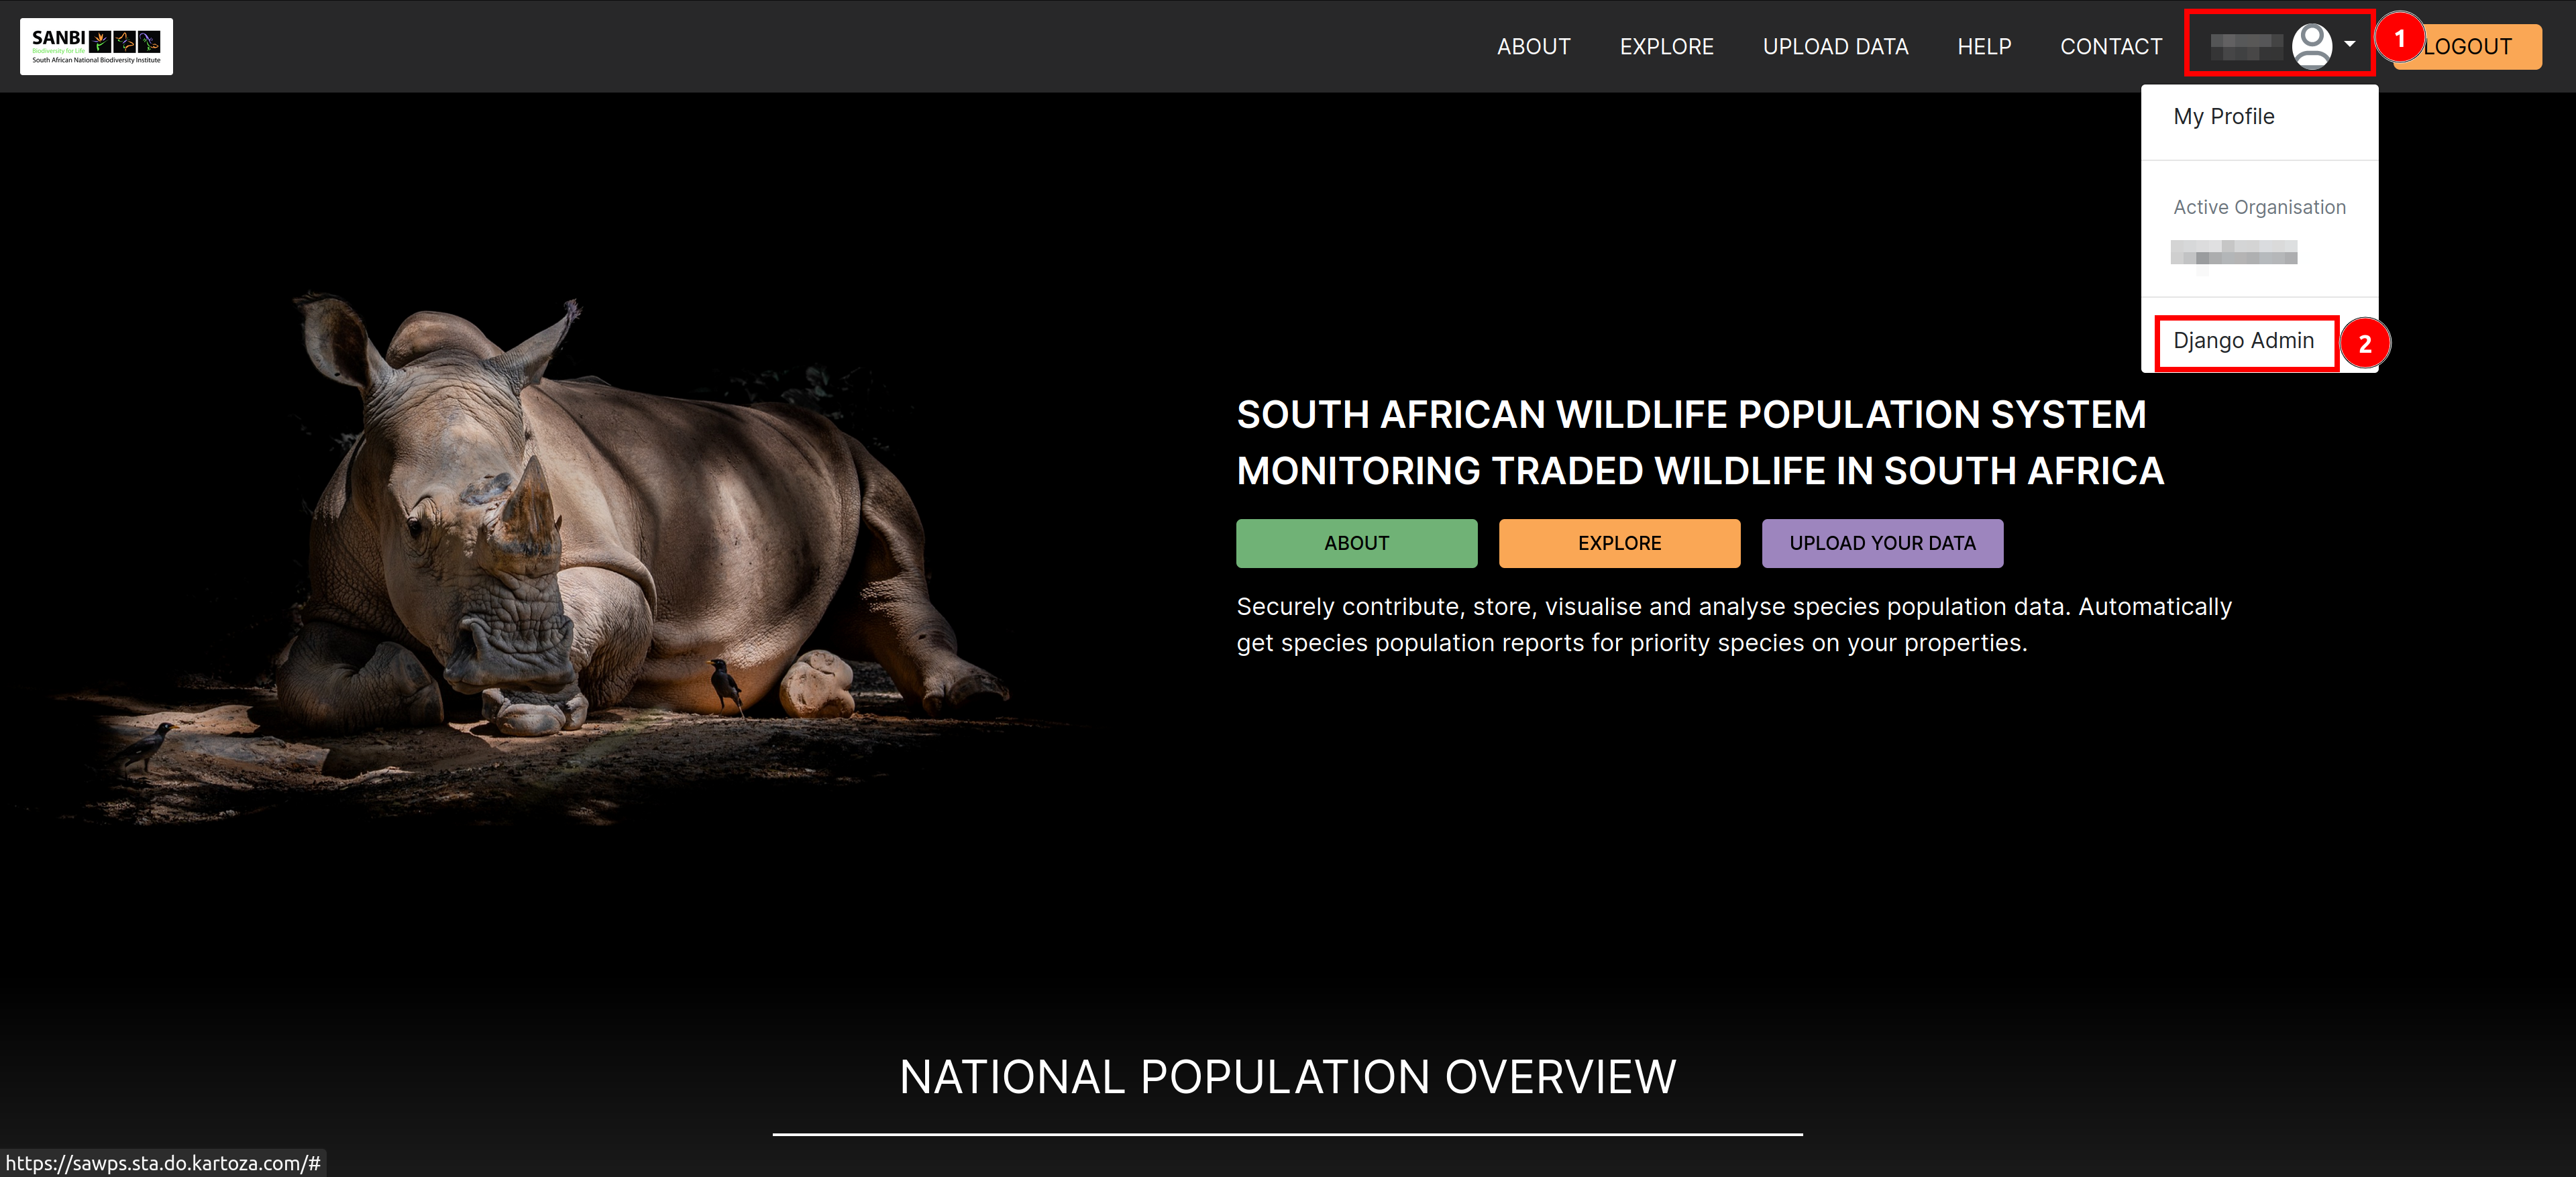 SANBI
Biodiversity for Life
South African National Biodiversity Institute
ABOUT
EXPLORE
UPLOAD DATA
HELP
CONTACT
1
LOGOUT
My Profile
Active Organisation
Django Admin
2
SOUTH AFRICAN WILDLIFE POPULATION SYSTEM
MONITORING TRADED WILDLIFE IN SOUTH AFRICA
ABOUT
EXPLORE
UPLOAD YOUR DATA
Securely contribute, store, visualise and analyse species population data. Automatically
get species population reports for priority species on your properties.
NATIONAL POPULATION OVERVIEW
https://sawps.sta.do.kartoza.com/#